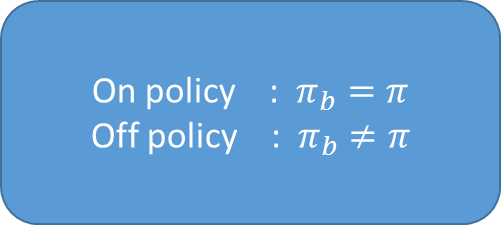 On policy : π_b = π
Off policy : π_b ≠ π